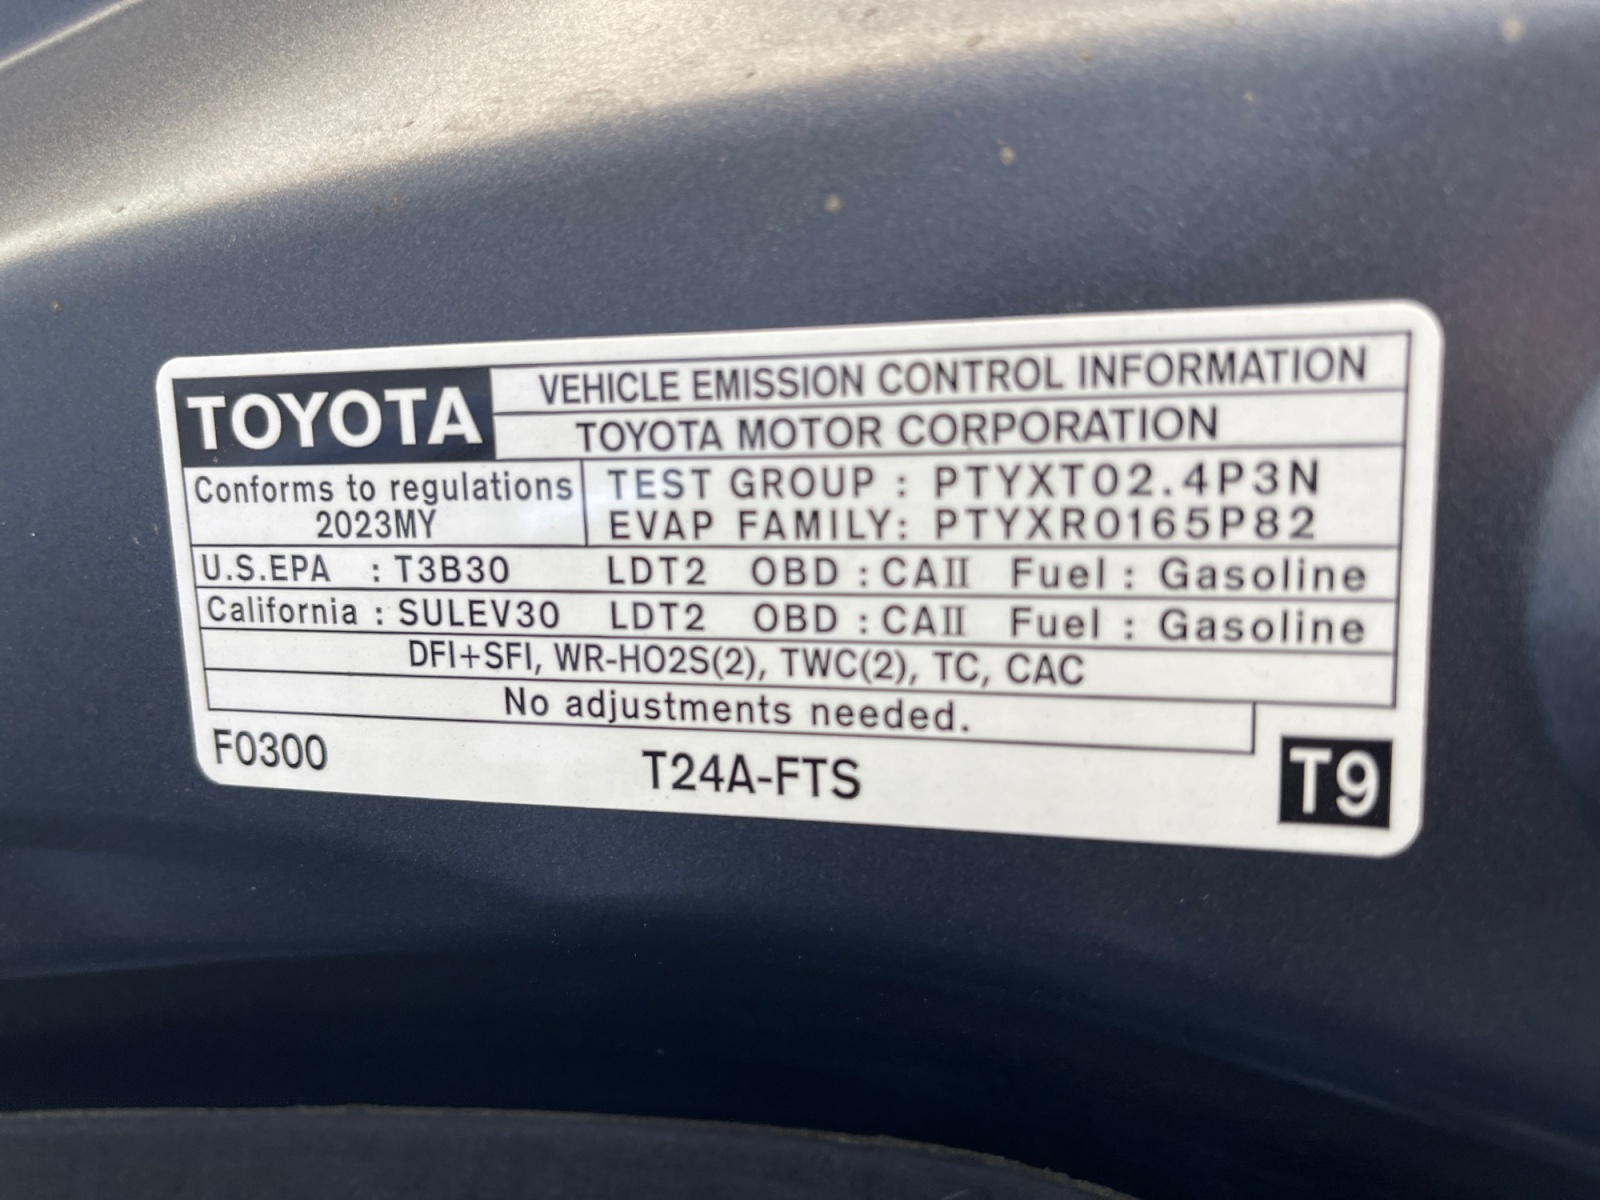 TOYOTA VEHICLE EMISSION CONTROL INFORMATION
TOYOTA MOTOR CORPORATION
Conforms to regulations TEST GROUP : PTYXT02.4P3N
2023MY EVAP FAMILY: PTYXR0165P82
U.S.EPA : T3B30 LDT2 OBD : CAII Fuel : Gasoline
California : SULEV30 LDT2 OBD : CAII Fuel : Gasoline
DFI+SFI, WR-HO2S(2), TWC(2), TC, CAC
No adjustments needed.
F0300 T24A-FTS T9